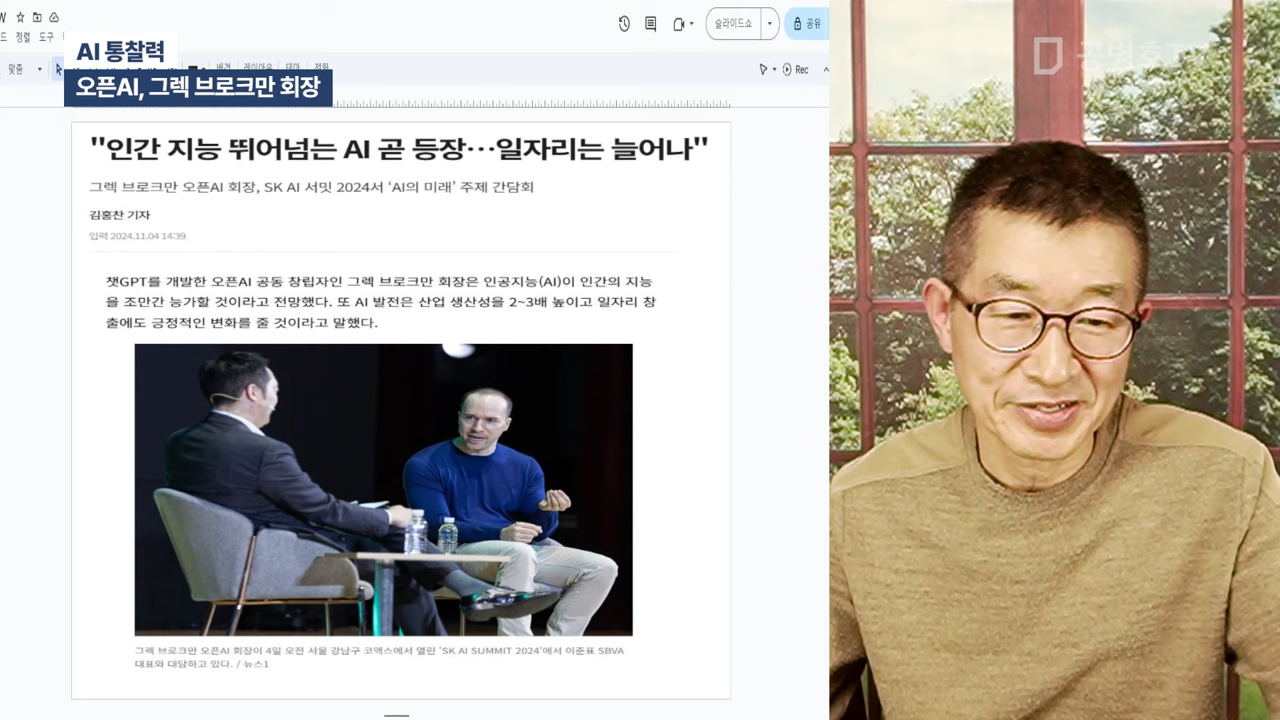 정렬 도구
슬라이드쇼
공유
맞춤
Rec
AI 통찰력
오픈AI, 그렉 브로크만 회장
"인간 지능 뛰어넘는 AI 곧 등장…일자리는 늘어나"
그렉 브로크만 오픈AI 회장, SK AI 서밋 2024서 ‘AI의 미래’ 주제 간담회
김홍찬 기자
입력 2024.11.04 14:39
챗GPT를 개발한 오픈AI 공동 창립자인 그렉 브로크만 회장은 인공지능(AI)이 인간의 지능
을 조만간 능가할 것이라고 전망했다. 또 AI 발전은 산업 생산성을 2~3배 높이고 일자리 창
출에도 긍정적인 변화를 줄 것이라고 말했다.
그렉 브로크만 오픈AI 회장이 4일 오전 서울 강남구 코엑스에서 열린 'SK AI SUMMIT 2024'에서 이준표 SBVA
대표와 대담하고 있다. / 뉴스1
공병호TV